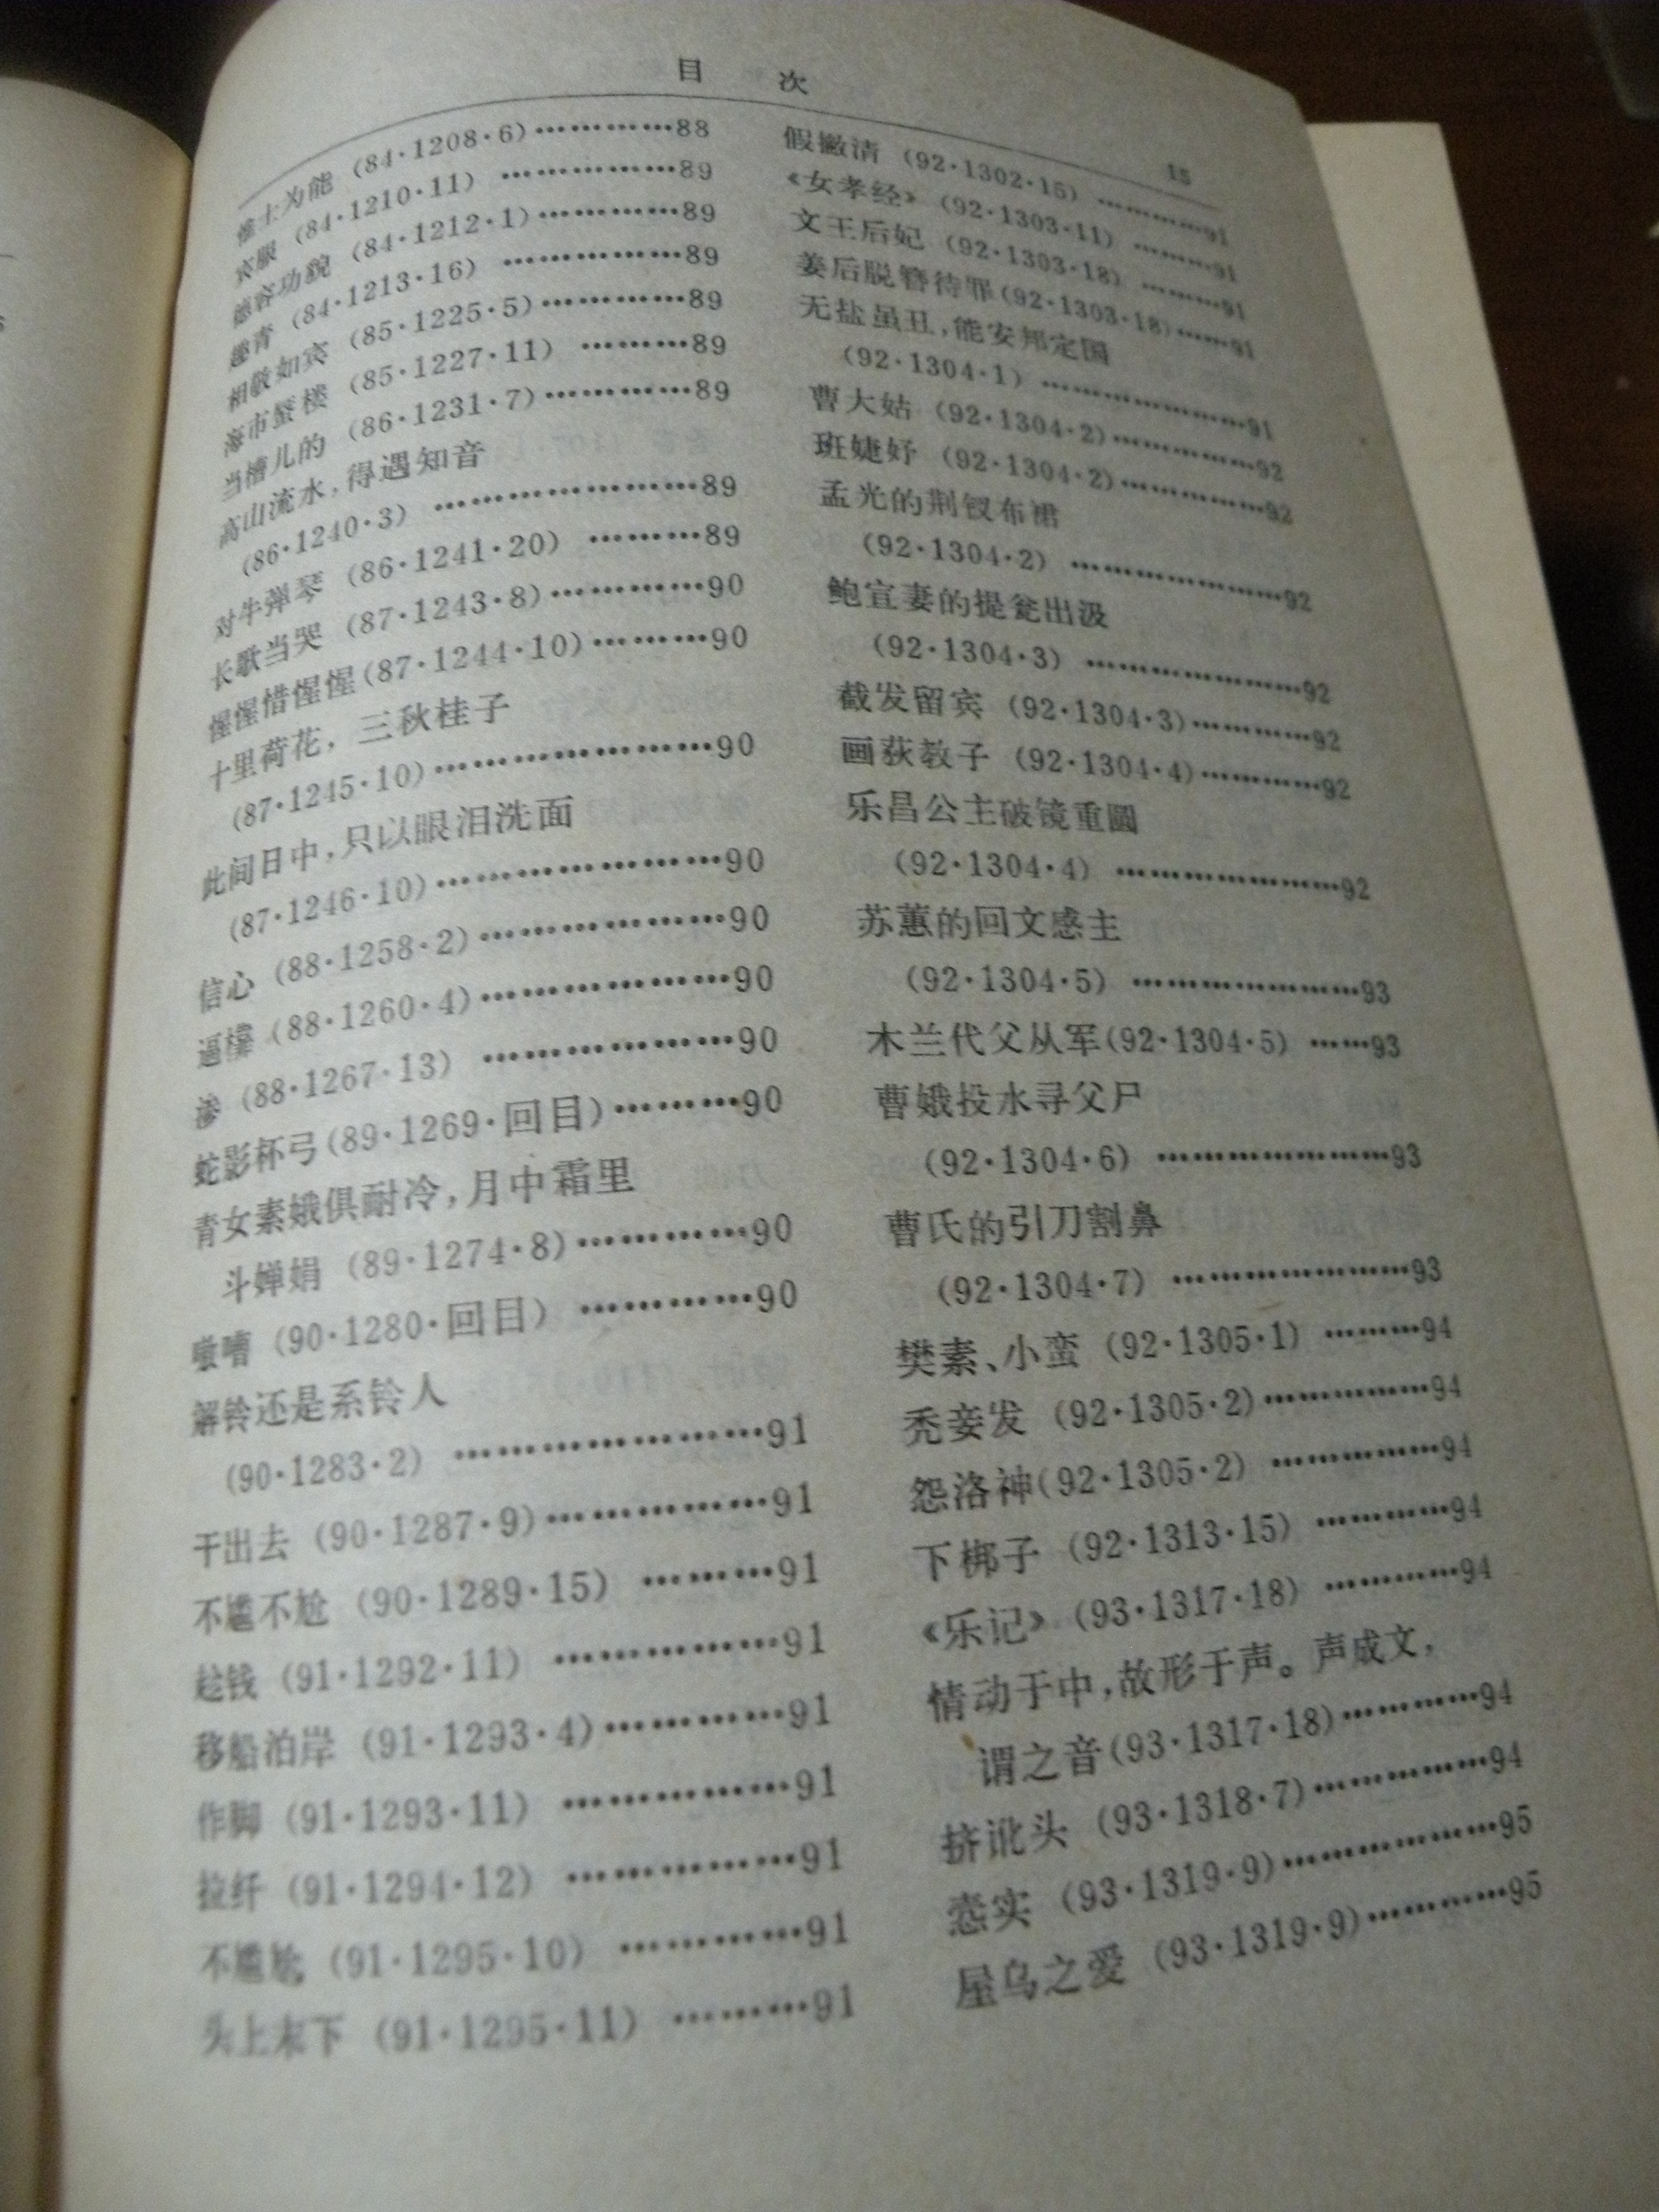 目 次
15
士为能 (84·1208·6)…………88
衣服 (84·1210·11) ……………89
德容功貌 (84·1212·1)…………89
青 (84·1213·16) ……………89
相敬如宾 (85·1225·5)…………89
海市蜃楼 (85·1227·11) ………89
当槽儿的 (86·1231·7)…………89
高山流水,得遇知音
(86·1240·3) …………………89
对牛弹琴 (86·1241·20) ………89
长歌当哭 (87·1243·8)…………90
惺惺惜惺惺(87·1244·10)………90
十里荷花, 三秋桂子
(87·1245·10)…………………90
此间日中,只以眼泪洗面
(87·1246·10)…………………90
信心 (88·1258·2)………………90
逼 (88·1260·4)………………90
渗 (88·1267·13) ………………90
蛇影杯弓(89·1269·回目)………90
青女素娥俱耐冷,月中霜里
斗婵娟 (89·1274·8)…………90
嘈 (90·1280·回目) …………90
解铃还是系铃人
(90·1283·2) …………………91
干出去 (90·1287·9)……………91
不尴不尬 (90·1289·15) ………91
趁钱 (91·1292·11) ……………91
移船泊岸 (91·1293·4)…………91
作脚 (91·1293·11) ……………91
拉纤 (91·1294·12) ……………91
不尴尬 (91·1295·10) …………91
头上末下 (91·1295·11) ………91
假撇清 (92·1302·15) …………91
《女孝经》 (92·1303·11) ………91
文王后妃 (92·1303·18) ………91
姜后脱簪待罪(92·1303·18)……91
无盐虽丑,能安邦定国
(92·1304·1) …………………91
曹大姑 (92·1304·2)……………92
班婕妤 (92·1304·2)……………92
孟光的荆钗布裙
(92·1304·2) …………………92
鲍宣妻的提瓮出汲
(92·1304·3) …………………92
截发留宾 (92·1304·3)…………92
画荻教子 (92·1304·4)…………92
乐昌公主破镜重圆
(92·1304·4) …………………92
苏蕙的回文感主
(92·1304·5) …………………93
木兰代父从军(92·1304·5) ……93
曹娥投水寻父尸
(92·1304·6) …………………93
曹氏的引刀割鼻
(92·1304·7) …………………93
樊素、小蛮 (92·1305·1) ………94
秃妾发 (92·1305·2)……………94
怨洛神(92·1305·2) ……………94
下梆子 (92·1313·15) …………94
《乐记》 (93·1317·18) …………94
情动于中,故形于声。声成文,
谓之音(93·1317·18)…………94
挤讹头 (93·1318·7)……………94
悫实 (93·1319·9)………………95
屋乌之爱 (93·1319·9)…………95